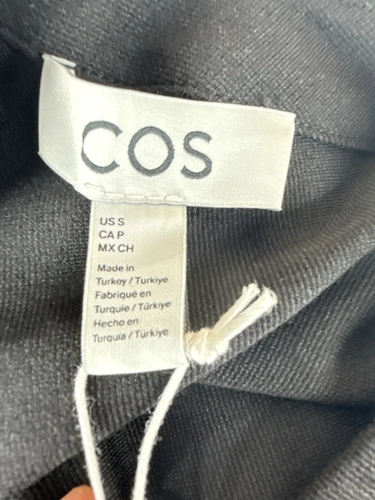 COS
US S
CA P
MX CH
Made in
Turkey / Türkiye
Fabriqué en
Turquie / Türkiye
Hecho en
Turquía / Türkiye